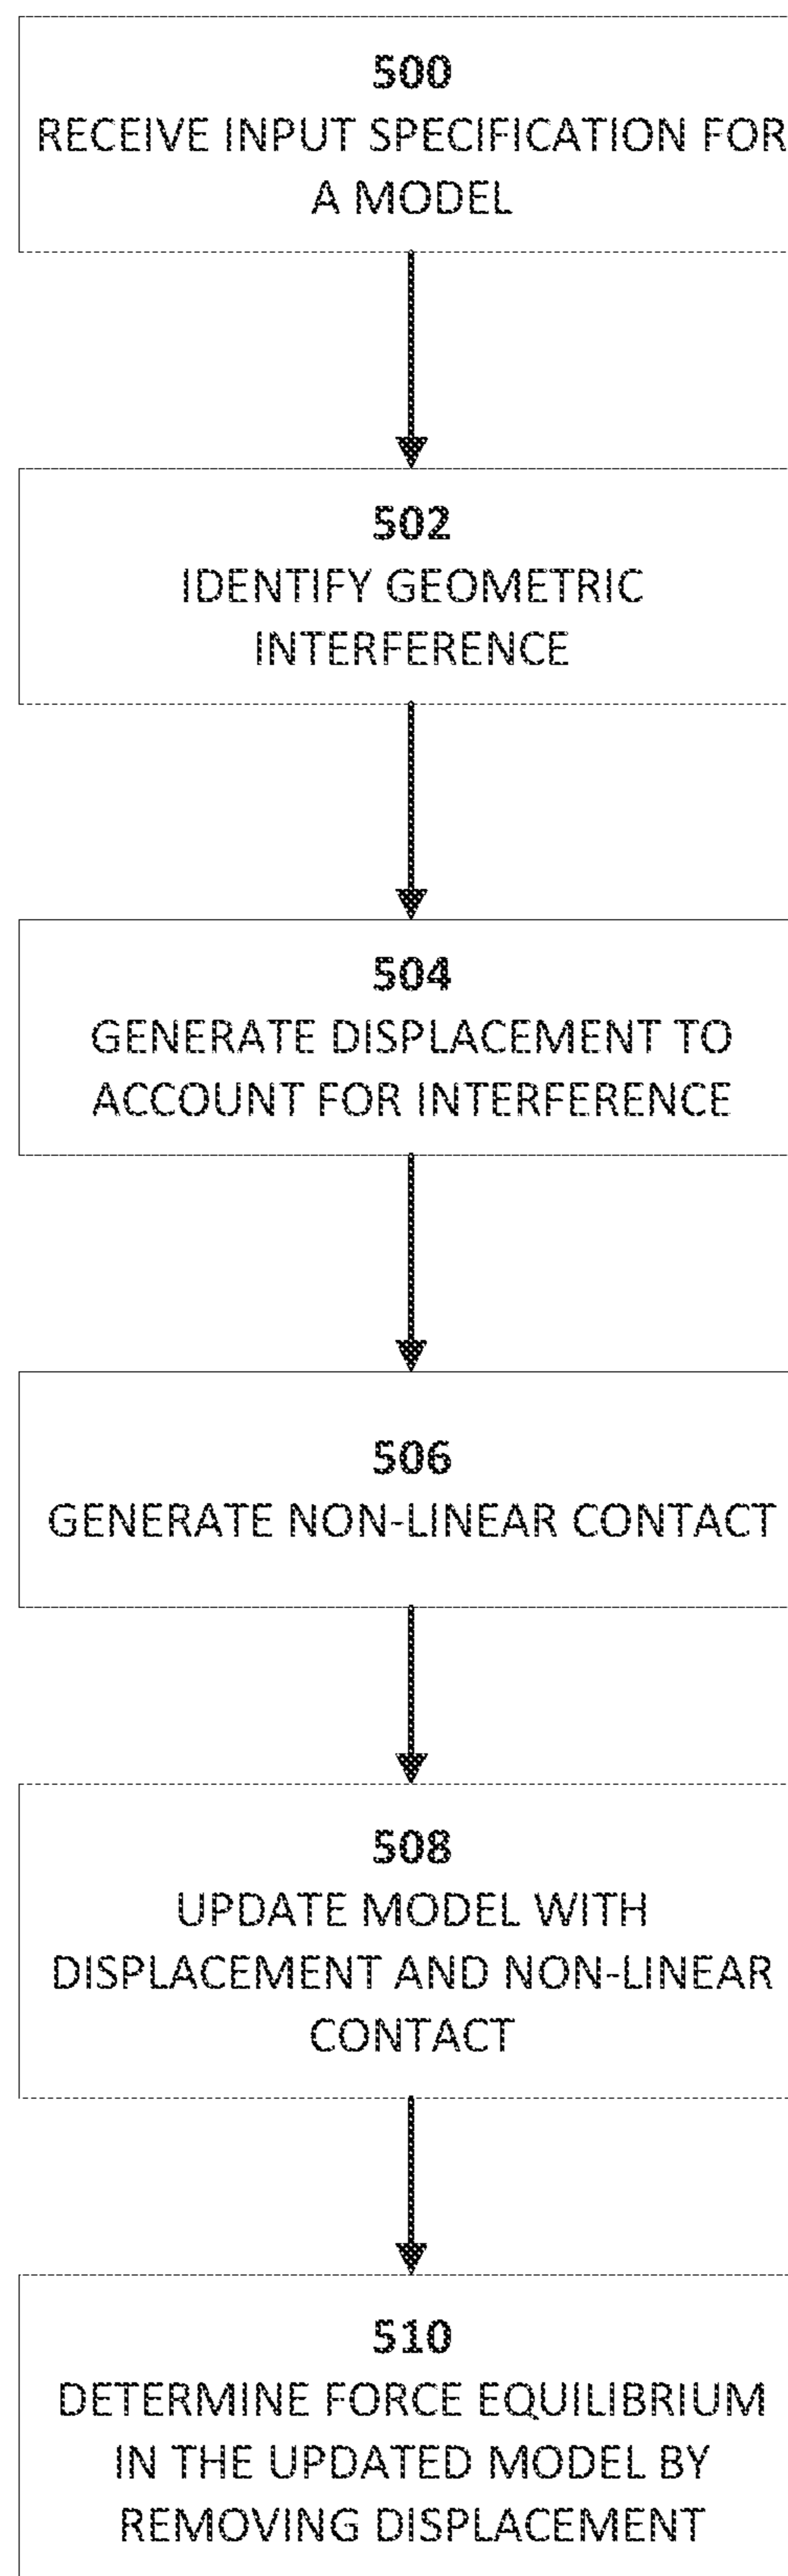 500
RECEIVE INPUT SPECIFICATION FOR
A MODEL
502
IDENTIFY GEOMETRIC
INTERFERENCE
504
GENERATE DISPLACEMENT TO
ACCOUNT FOR INTERFERENCE
506
GENERATE NON-LINEAR CONTACT
508
UPDATE MODEL WITH
DISPLACEMENT AND NON-LINEAR
CONTACT
510
DETERMINE FORCE EQUILIBRIUM
IN THE UPDATED MODEL BY
REMOVING DISPLACEMENT